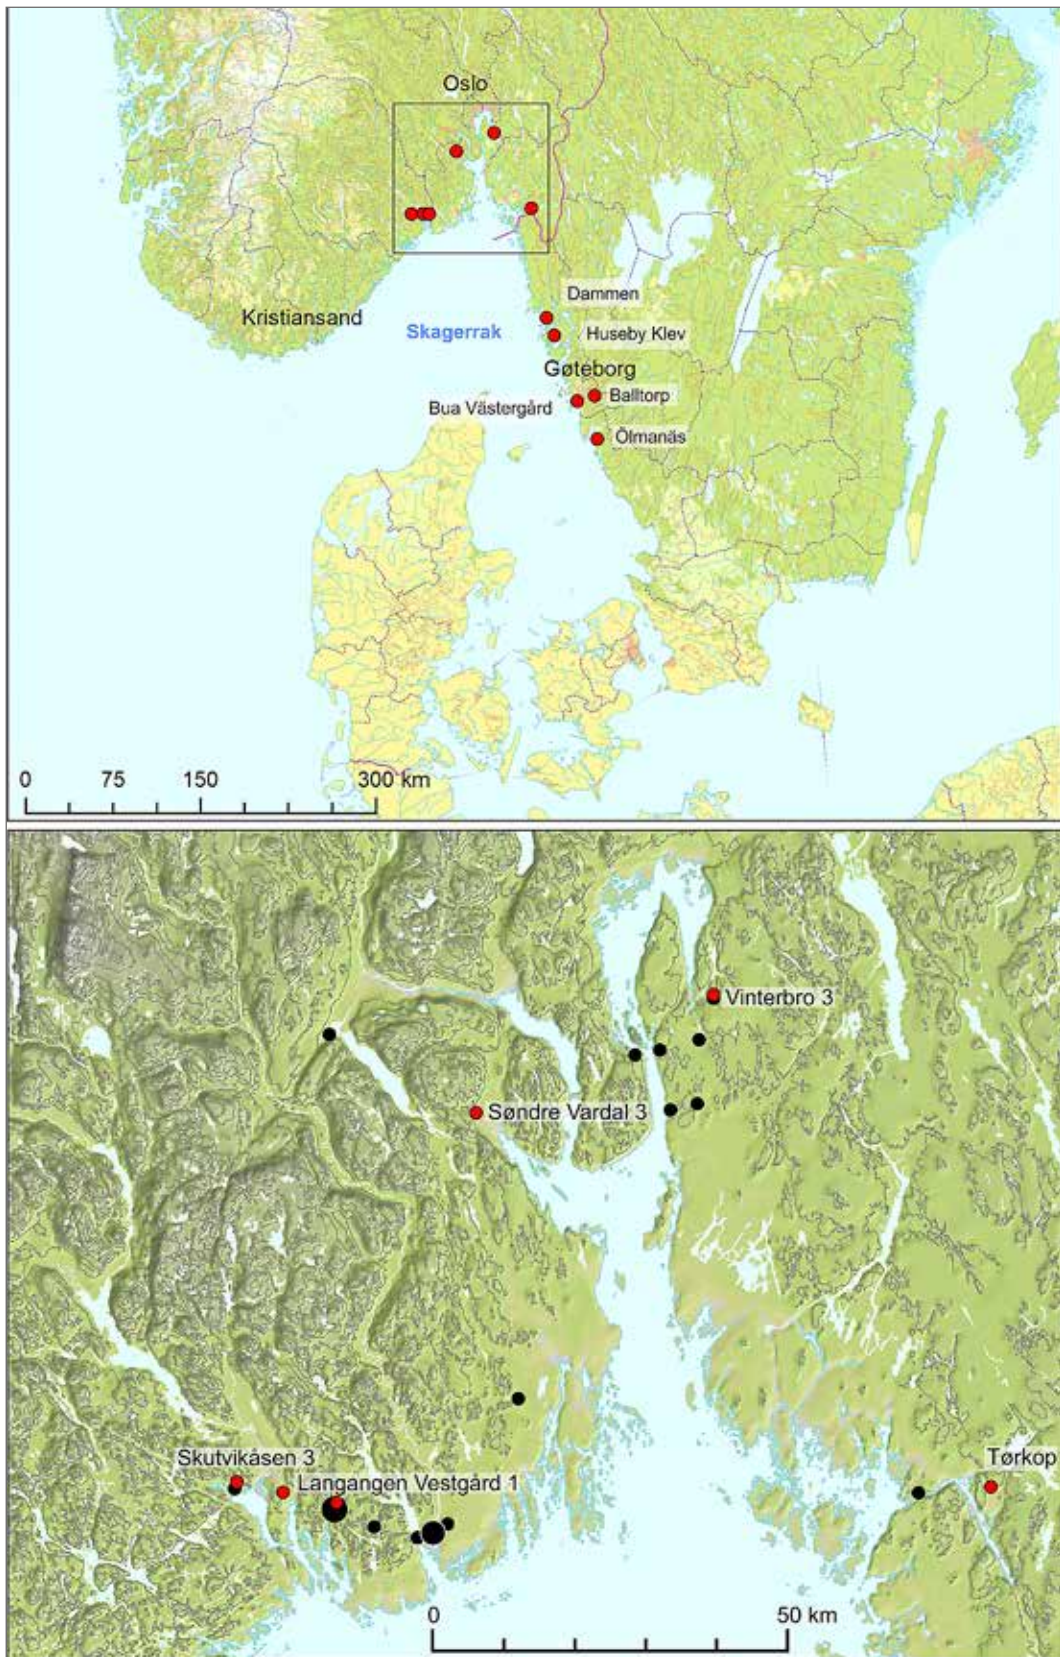 Oslo
Kristiansand
Skagerrak
Dammen
Huseby Klev
Gøteborg
Balltorp
Bua Västergård
Ölmanäs
0 75 150 300 km
Vinterbro 3
Søndre Vardal 3
Skutvikåsen 3
Langangen Vestgård 1
Tørkop
0 50 km